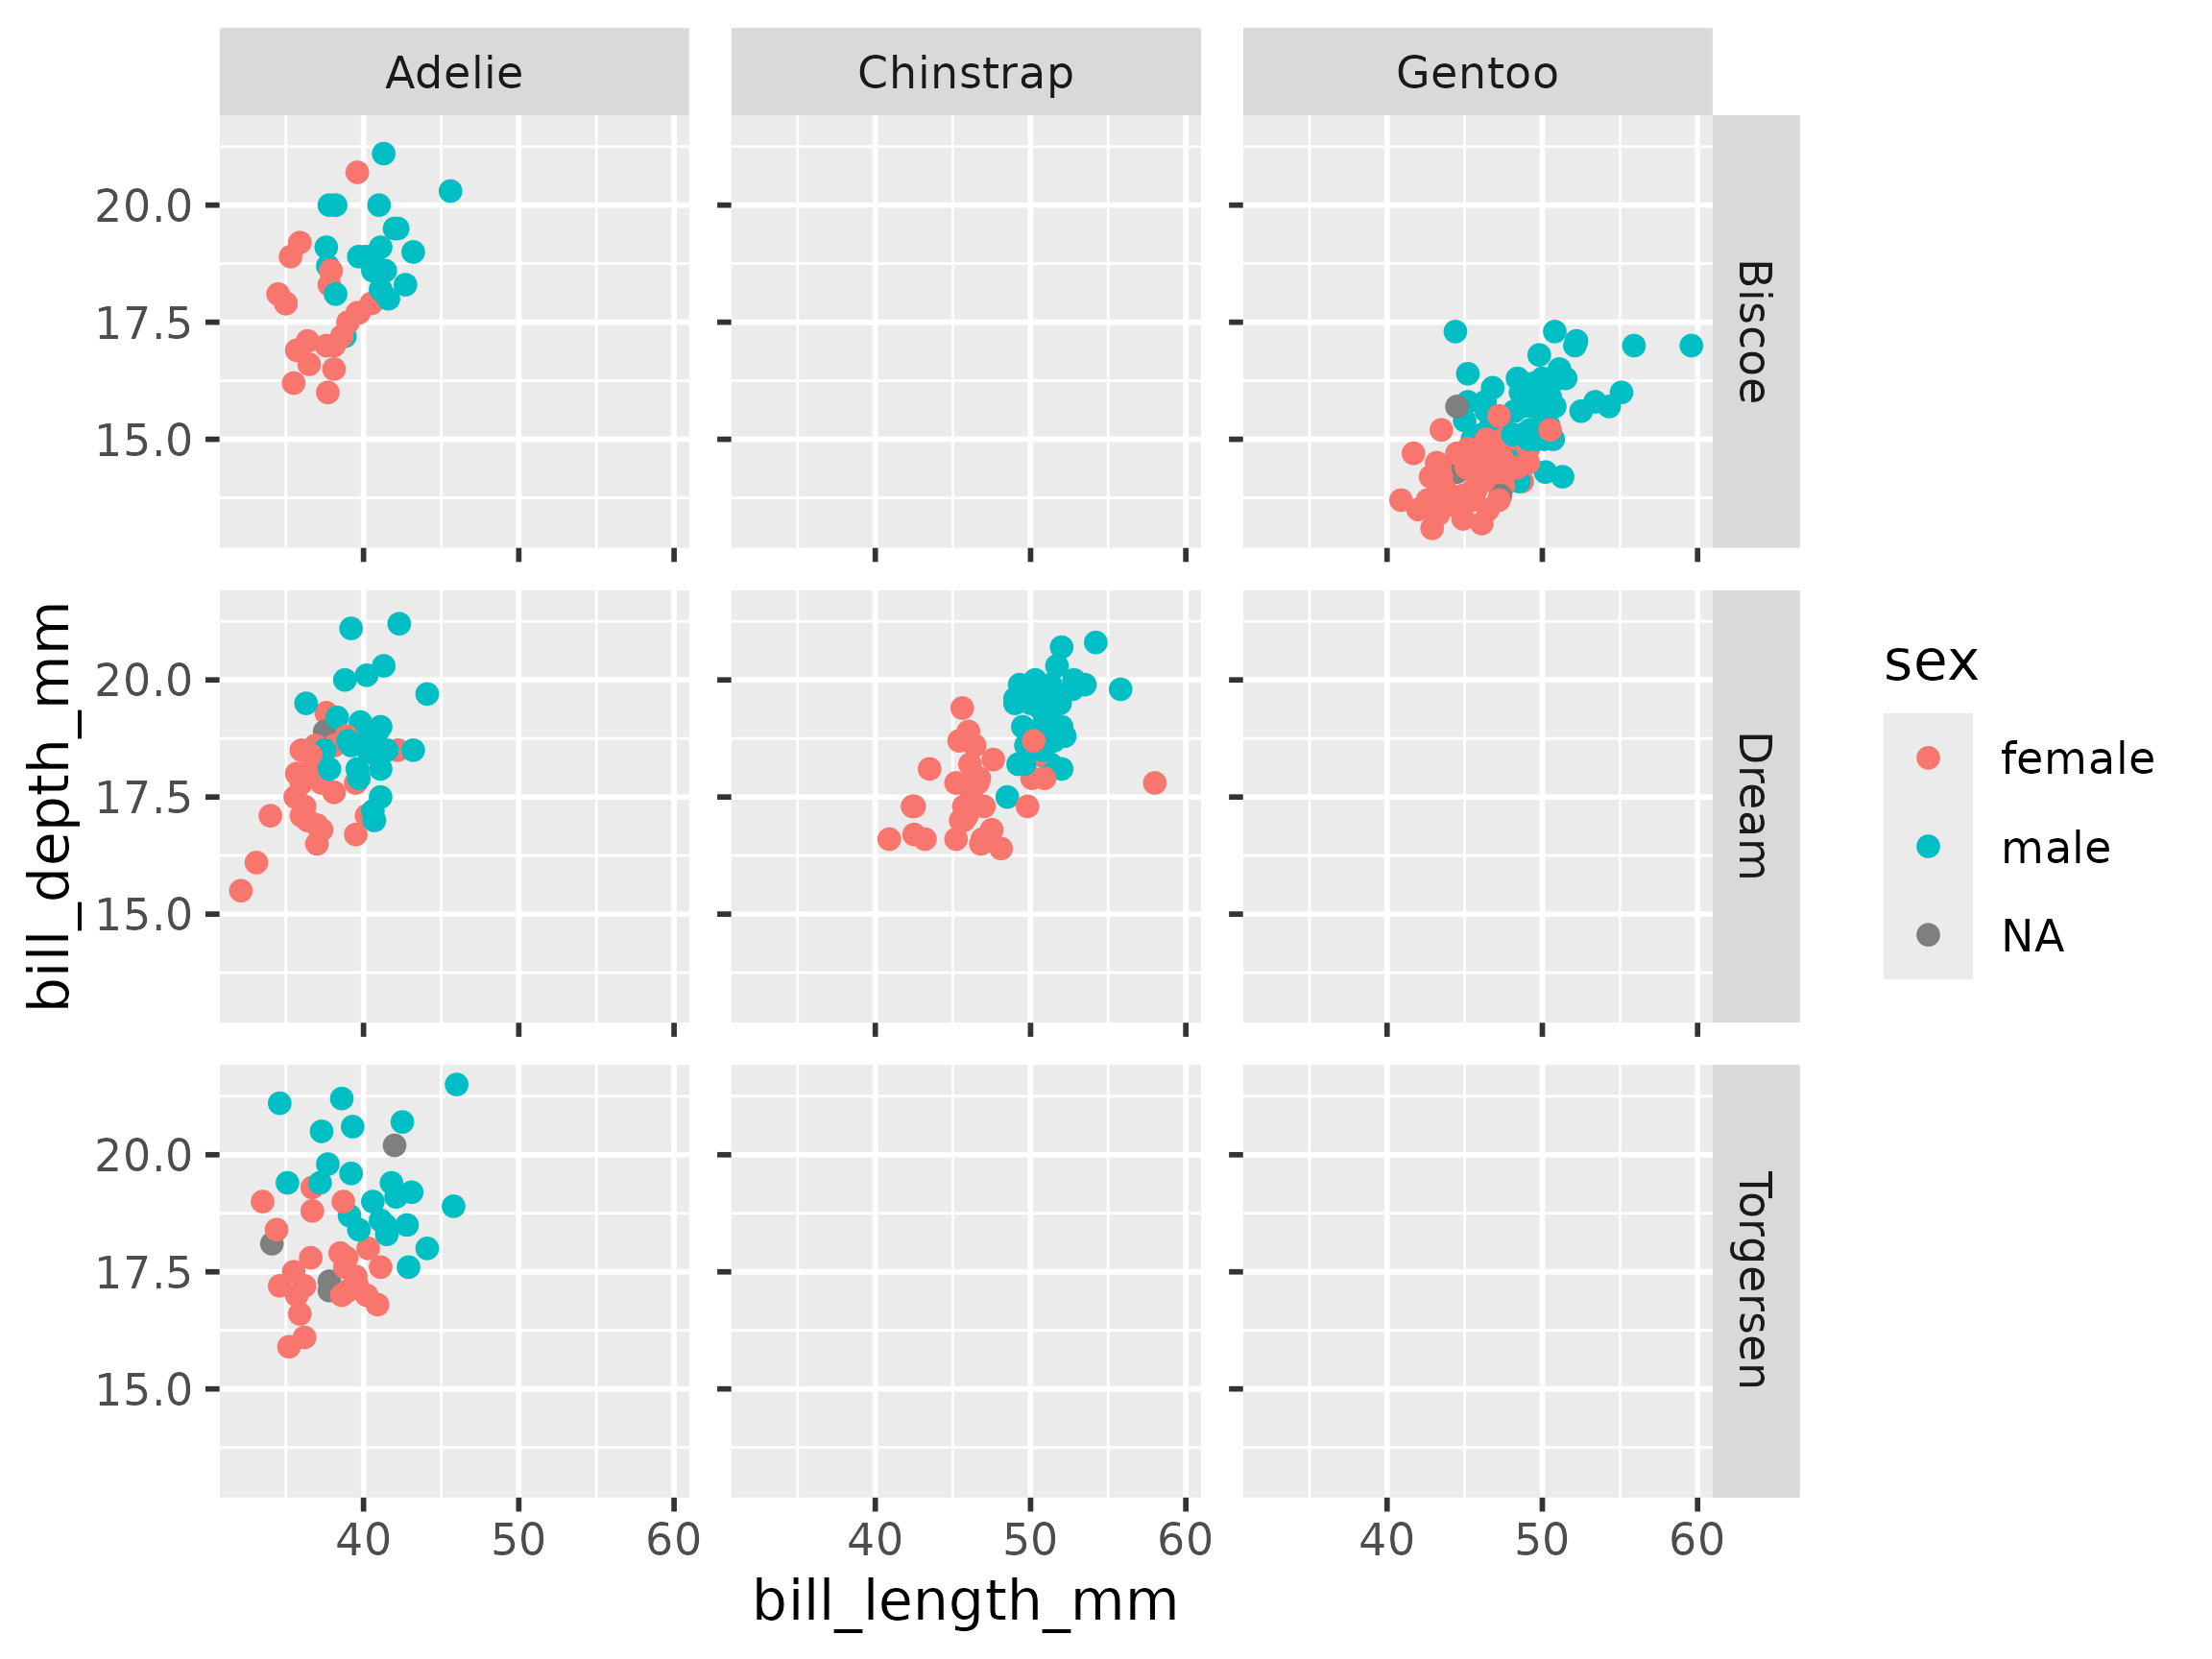 Adelie Chinstrap Gentoo
20.0
17.5
15.0
Biscoe
bill_depth_mm
20.0
17.5
15.0
Dream
sex
female
male
NA
20.0
17.5
15.0
Torgersen
40 50 60 40 50 60 40 50 60
bill_length_mm